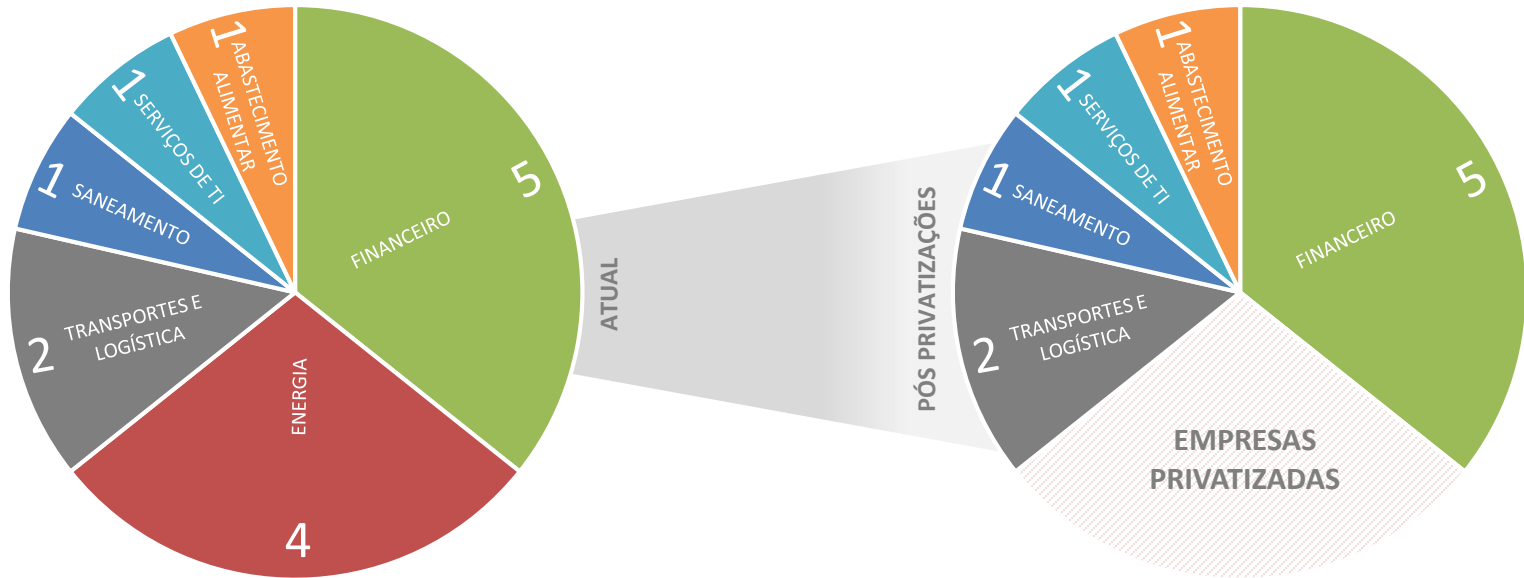 1
ABASTECIMENTO
ALIMENTAR
1
SERVIÇOS DE TI
1
SANEAMENTO
2
TRANSPORTES E
LOGÍSTICA
5
FINANCEIRO
ENERGIA
4
ATUAL
PÓS PRIVATIZAÇÕES
1
ABASTECIMENTO
ALIMENTAR
1
SERVIÇOS DE TI
1
SANEAMENTO
2
TRANSPORTES E
LOGÍSTICA
5
FINANCEIRO
EMPRESAS
PRIVATIZADAS